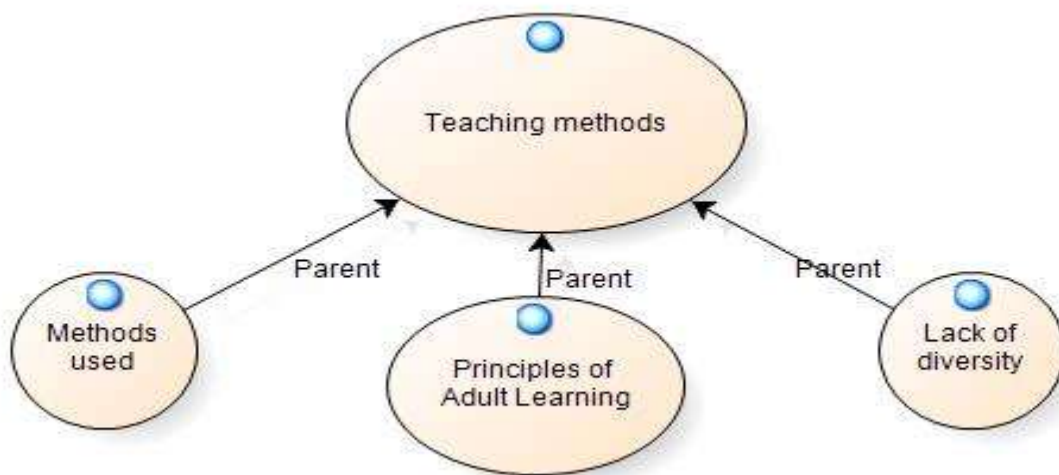 Teaching methods
Parent
Parent
Parent
Methods
used
Principles of
Adult Learning
Lack of
diversity